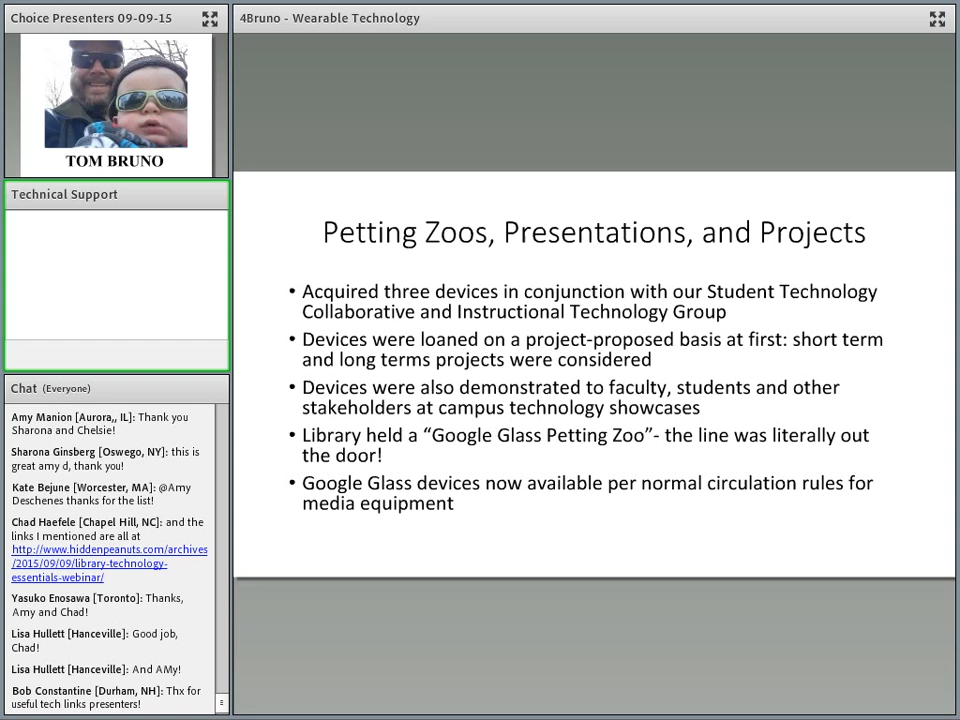 Choice Presenters 09-09-15
TOM BRUNO
Technical Support
Chat (Everyone)
Amy Manion [Aurora,, IL]: Thank you
Sharona and Chelsie!
Sharona Ginsberg [Oswego, NY]: this is
great amy d, thank you!
Kate Bejune [Worcester, MA]: @Amy
Deschenes thanks for the list!
Chad Haefele [Chapel Hill, NC]: and the
links I mentioned are all at
http://www.hiddenpeanuts.com/archives
/2015/09/09/library-technology-
essentials-webinar/
Yasuko Enosawa [Toronto]: Thanks,
Amy and Chad!
Lisa Hullett [Hanceville]: Good job,
Chad!
Lisa Hullett [Hanceville]: And AMy!
Bob Constantine [Durham, NH]: Thx for
useful tech links presenters!
4Bruno - Wearable Technology
Petting Zoos, Presentations, and Projects
• Acquired three devices in conjunction with our Student Technology
Collaborative and Instructional Technology Group
• Devices were loaned on a project-proposed basis at first: short term
and long terms projects were considered
• Devices were also demonstrated to faculty, students and other
stakeholders at campus technology showcases
• Library held a “Google Glass Petting Zoo”- the line was literally out
the door!
• Google Glass devices now available per normal circulation rules for
media equipment